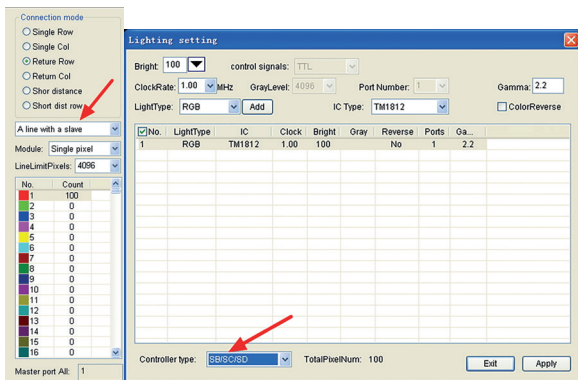 Connection mode
Single Row
Single Col
Reture Row
Return Col
Shor distance
Short dist row
A line with a slave
Module: Single pixel
LineLimitPixels: 4096
No. Count
1 100
2 0
3 0
4 0
5 0
6 0
7 0
8 0
9 0
10 0
11 0
12 0
13 0
14 0
15 0
16 0
Master port All: 1
Lighting setting
Bright: 100 control signals: TTL
ClockRate: 1.00 MHz GrayLevel: 4096 Port Number: 1 Gamma: 2.2
LightType: RGB Add IC Type: TM1812 ColorReverse
No. LightType IC Clock Bright Gray Reverse Ports Ga...
1 RGB TM1812 1.00 100 No 1 2.2
Controller type: SB/SC/SD TotalPixelNum: 100 Exit Apply